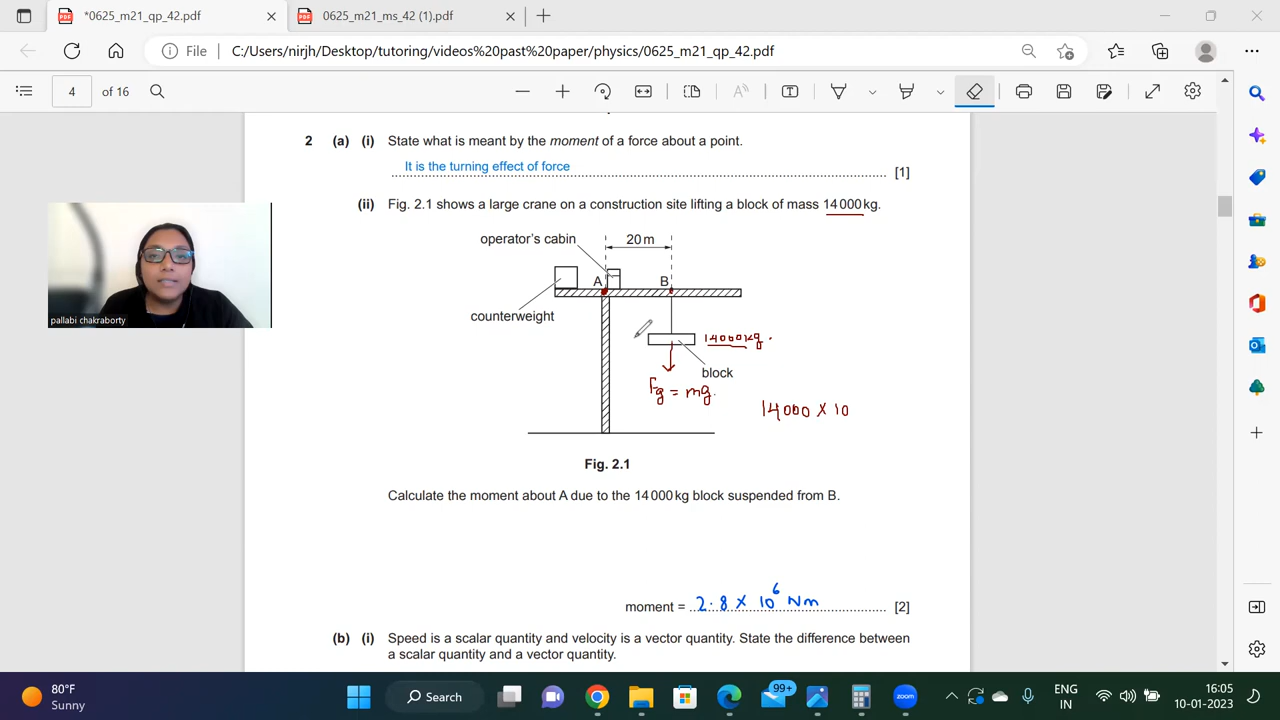 *0625_m21_qp_42.pdf
0625_m21_ms_42 (1).pdf
File
C:/Users/nirjh/Desktop/tutoring/videos%20past%20paper/physics/0625_m21_qp_42.pdf
4 of 16
2 (a) (i) State what is meant by the moment of a force about a point.
It is the turning effect of force
[1]
(ii) Fig. 2.1 shows a large crane on a construction site lifting a block of mass 14 000 kg.
operator's cabin
20 m
A
B
counterweight
14000kg.
block
Fg = mg.
14000 X 10
Fig. 2.1
Calculate the moment about A due to the 14 000 kg block suspended from B.
moment = 2.8 X 10⁶ Nm [2]
(b) (i) Speed is a scalar quantity and velocity is a vector quantity. State the difference between
a scalar quantity and a vector quantity.
pallabi chakraborty
80°F
Sunny
Search
99+
zoom
ENG
IN
16:05
10-01-2023